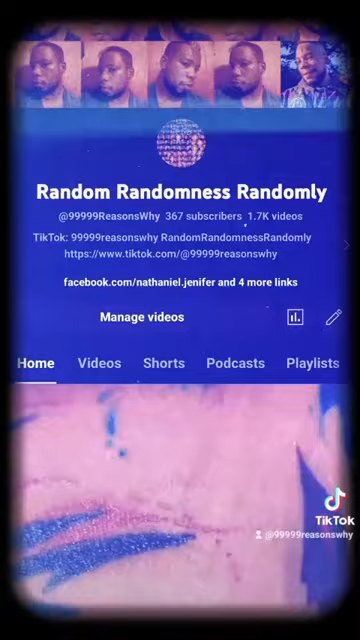 Random Randomness Randomly
@99999ReasonsWhy 367 subscribers 1.7K videos
TikTok: 99999reasonswhy RandomRandomnessRandomly
https://www.tiktok.com/@99999reasonswhy
facebook.com/nathaniel.jenifer and 4 more links
Manage videos
Home Videos Shorts Podcasts Playlists
TikTok
@99999reasonswhy